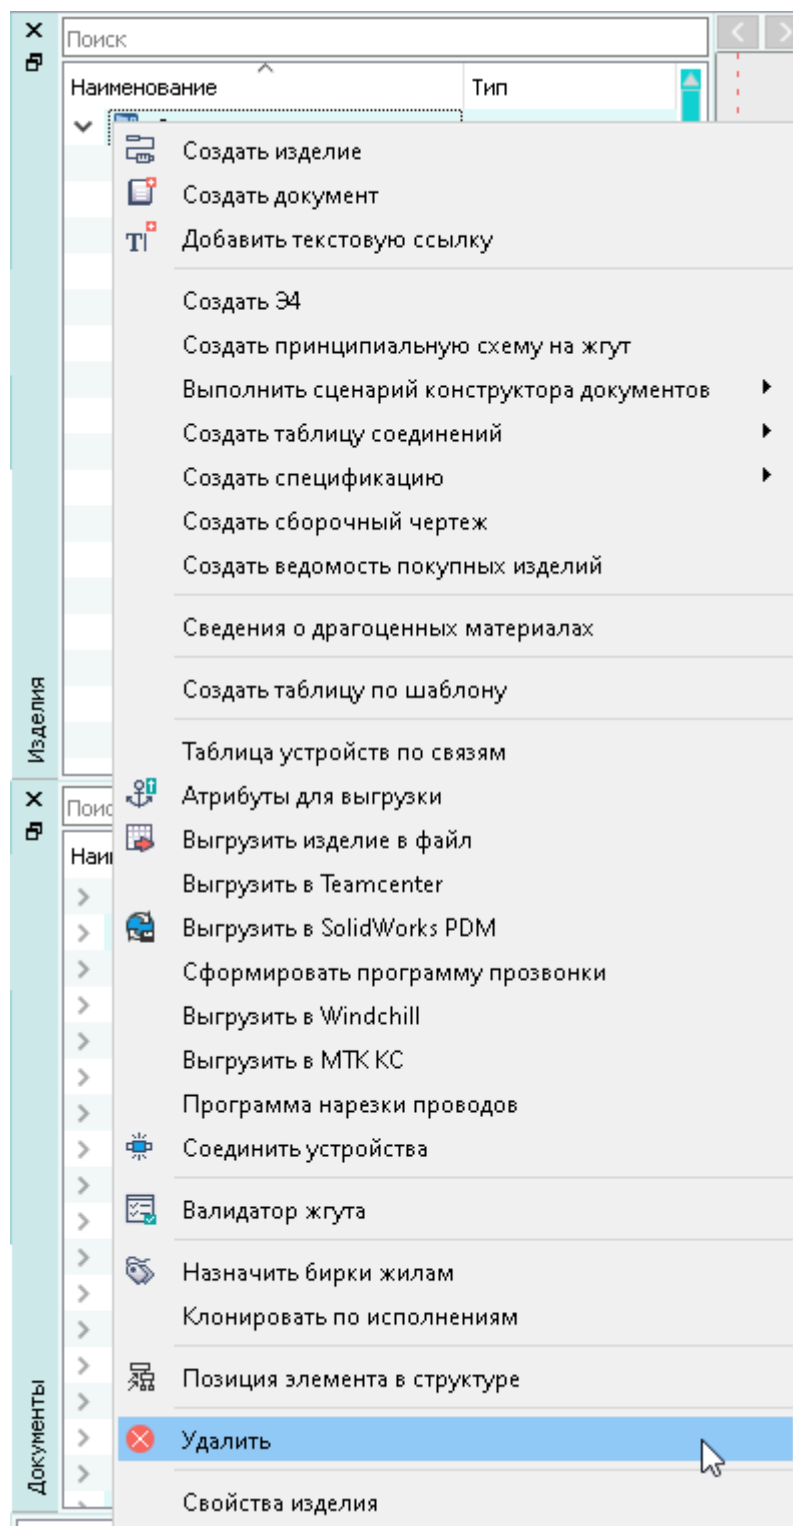 Поиск
Наименование Тип
Создать изделие
Создать документ
Добавить текстовую ссылку
Создать Э4
Создать принципиальную схему на жгут
Выполнить сценарий конструктора документов
Создать таблицу соединений
Создать спецификацию
Создать сборочный чертеж
Создать ведомость покупных изделий
Сведения о драгоценных материалах
Создать таблицу по шаблону
Изделия
Таблица устройств по связям
Атрибуты для выгрузки
Выгрузить изделие в файл
Выгрузить в Teamcenter
Выгрузить в SolidWorks PDM
Сформировать программу прозвонки
Выгрузить в Windchill
Выгрузить в МТК КС
Программа нарезки проводов
Соединить устройства
Валидатор жгута
Назначить бирки жилам
Клонировать по исполнениям
Позиция элемента в структуре
Документы
Удалить
Свойства изделия